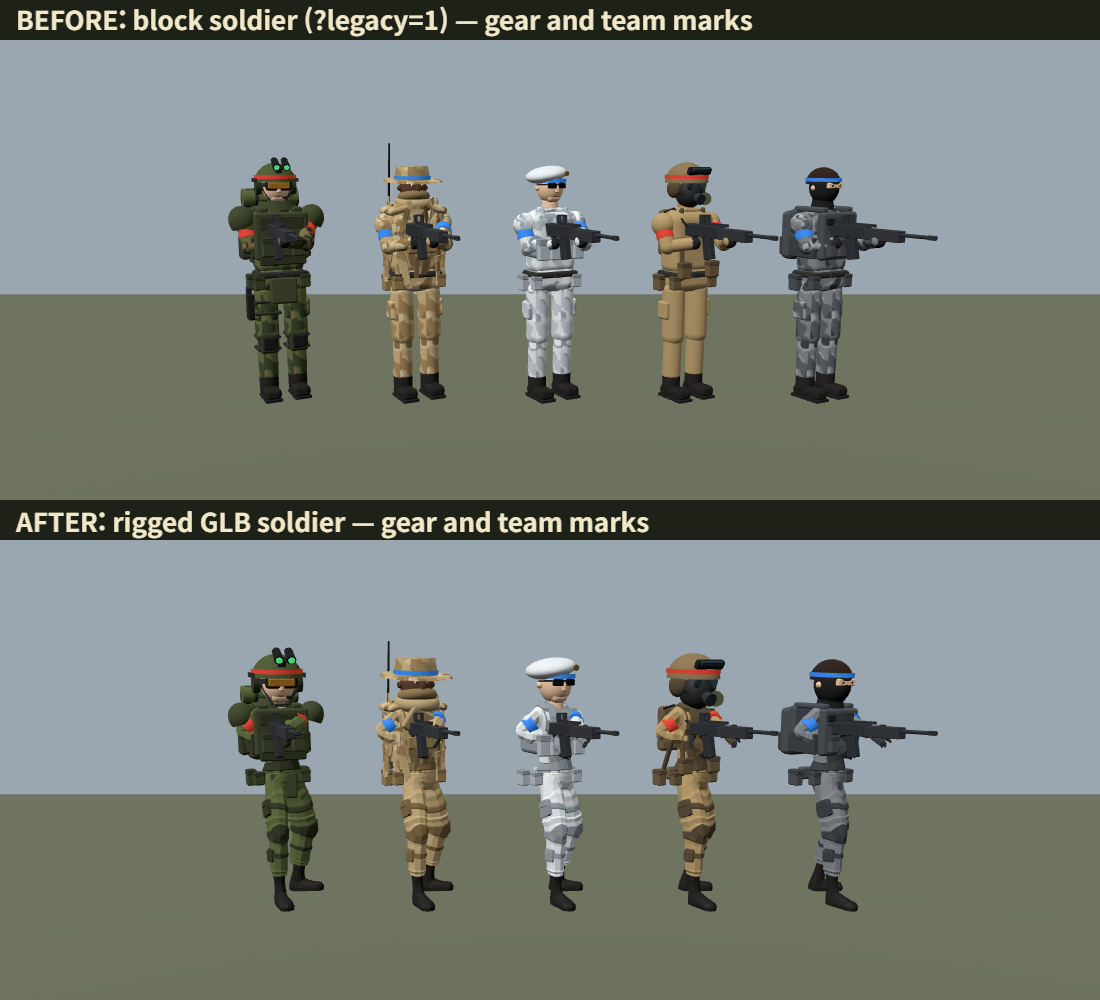 BEFORE: block soldier (?legacy=1) — gear and team marks
AFTER: rigged GLB soldier — gear and team marks